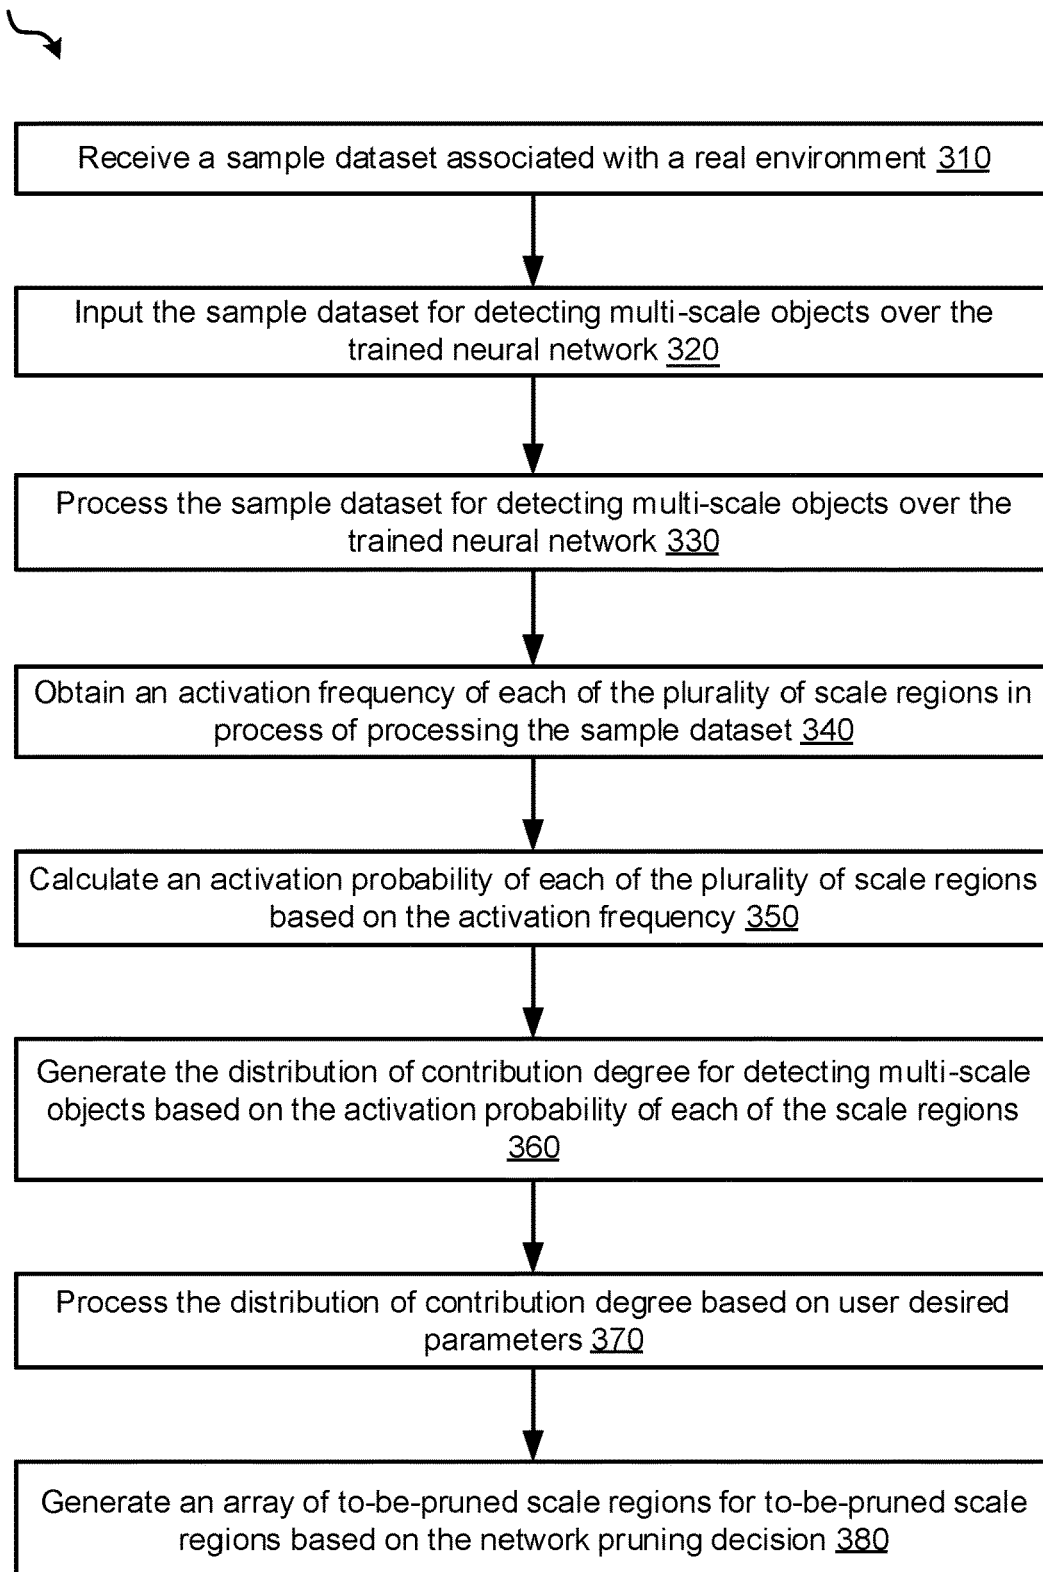 Receive a sample dataset associated with a real environment 310
Input the sample dataset for detecting multi-scale objects over the
trained neural network 320
Process the sample dataset for detecting multi-scale objects over the
trained neural network 330
Obtain an activation frequency of each of the plurality of scale regions in
process of processing the sample dataset 340
Calculate an activation probability of each of the plurality of scale regions
based on the activation frequency 350
Generate the distribution of contribution degree for detecting multi-scale
objects based on the activation probability of each of the scale regions
360
Process the distribution of contribution degree based on user desired
parameters 370
Generate an array of to-be-pruned scale regions for to-be-pruned scale
regions based on the network pruning decision 380